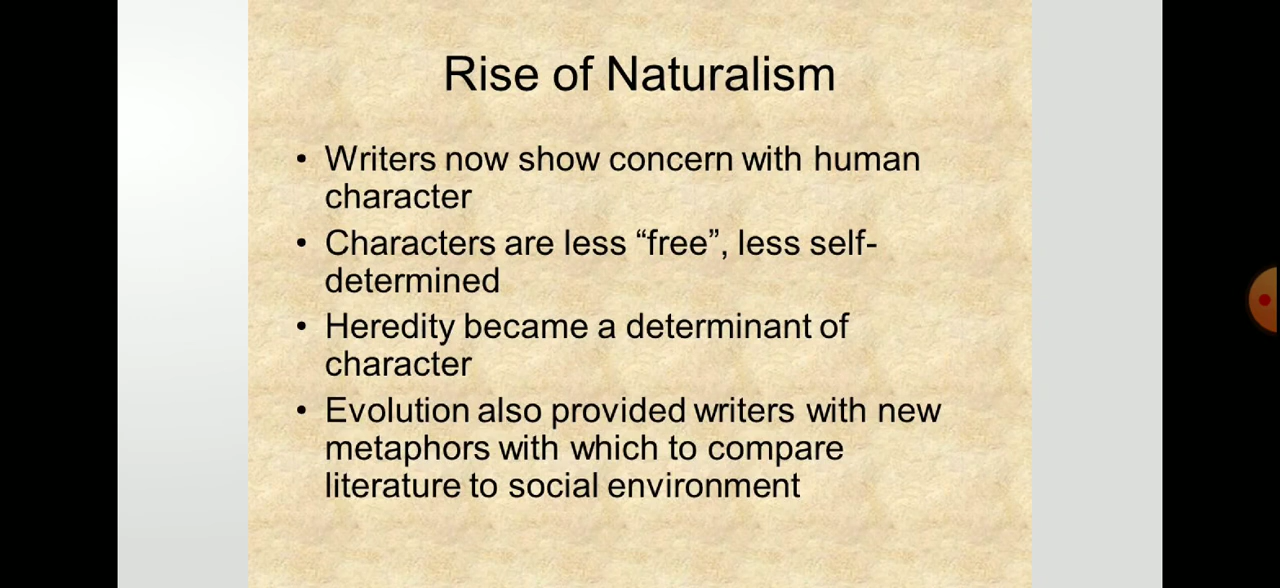 Rise of Naturalism
• Writers now show concern with human
character
• Characters are less “free”, less self-
determined
• Heredity became a determinant of
character
• Evolution also provided writers with new
metaphors with which to compare
literature to social environment